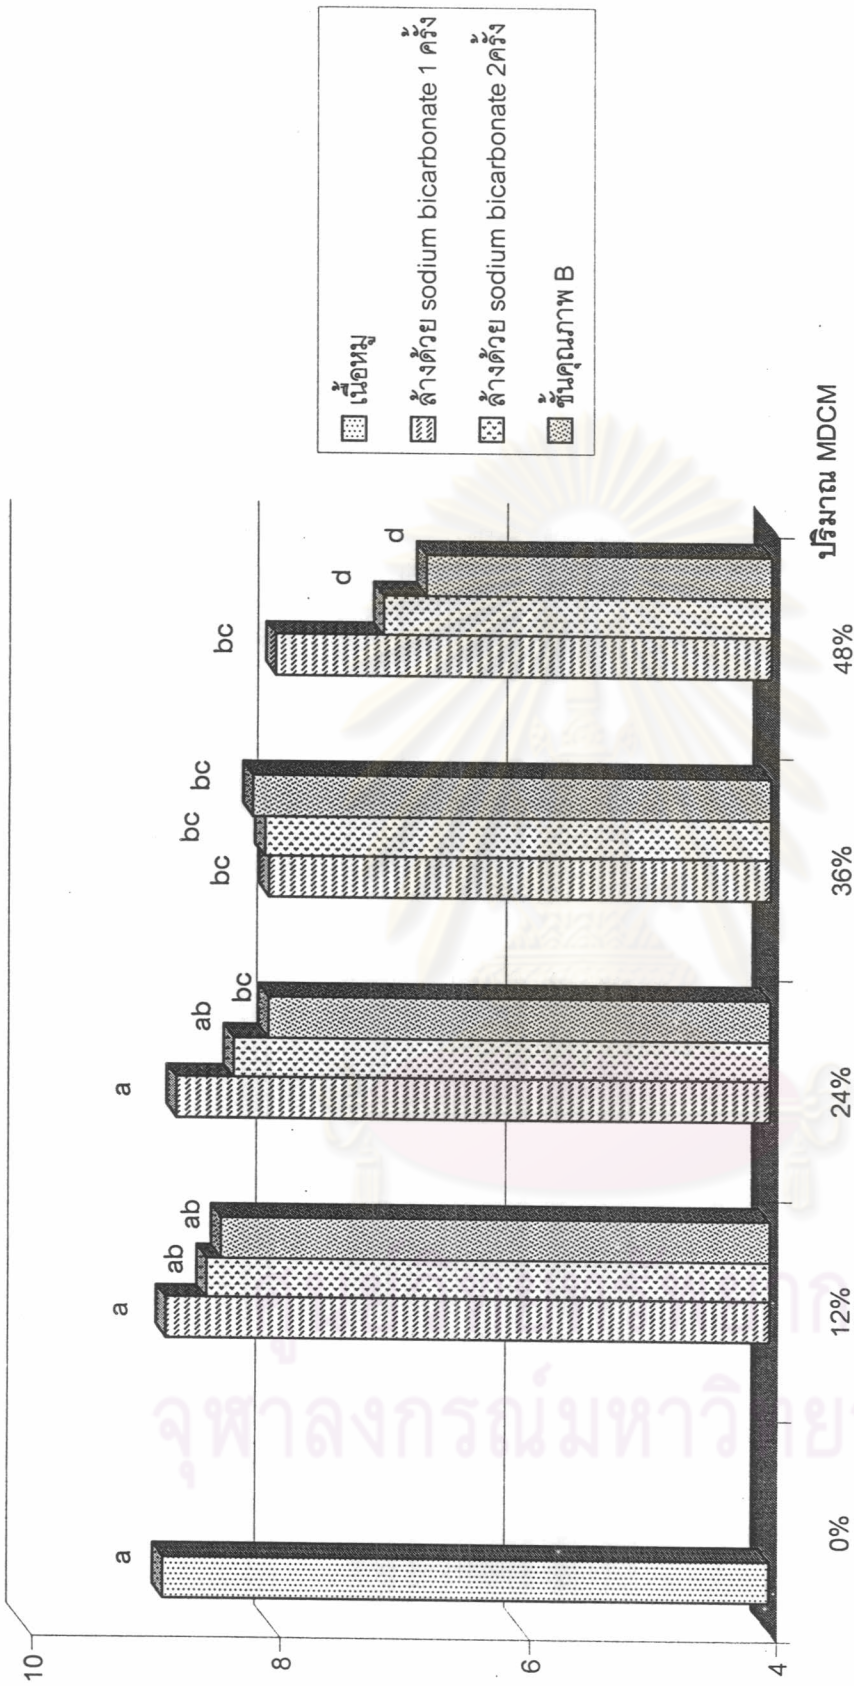 10
8
6
4
a
a ab ab
a ab bc
bc bc bc
bc d d
0% 12% 24% 36% 48%
ปริมาณ MDCM
เนื้อหมู
ล้างด้วย sodium bicarbonate 1 ครั้ง
ล้างด้วย sodium bicarbonate 2ครั้ง
ชั้นคุณภาพ B